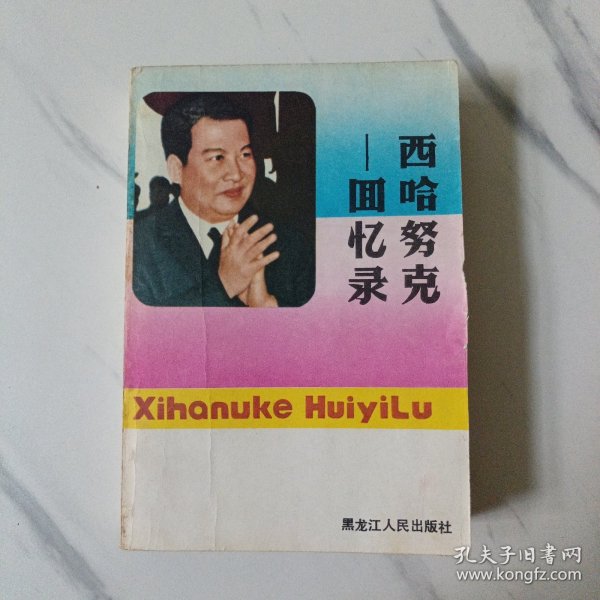 西哈努克
—回忆录
Xihanuke HuiyiLu
黑龙江人民出版社
孔夫子旧书网
www.kongfz.com